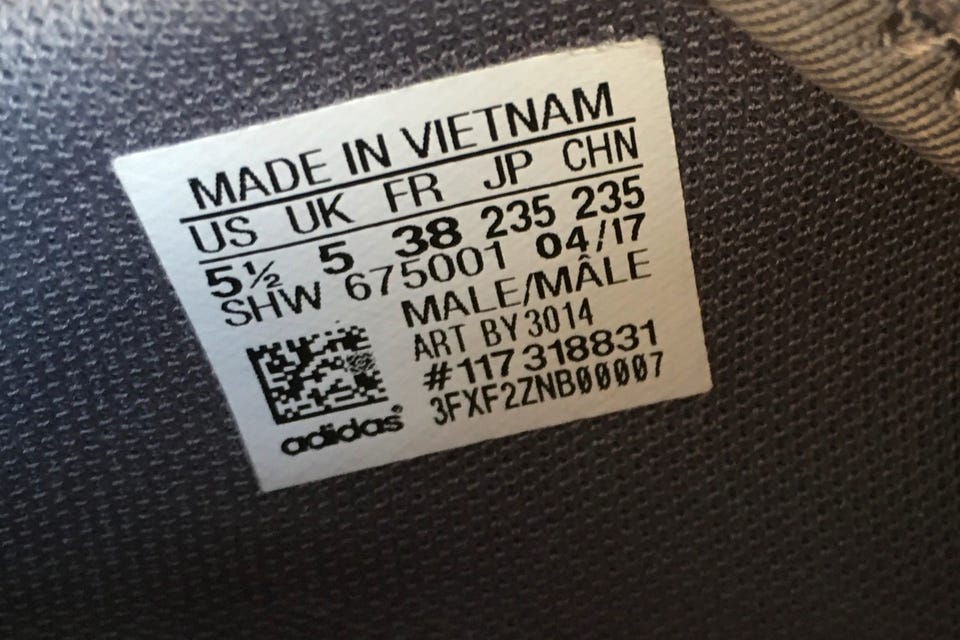 MADE IN VIETNAM
US UK FR JP CHN
5½ 5 38 235 235
SHW 675001 04/17
MALE/MÂLE
ART BY3014
#117318831
3FXF2ZNB00007
adidas®